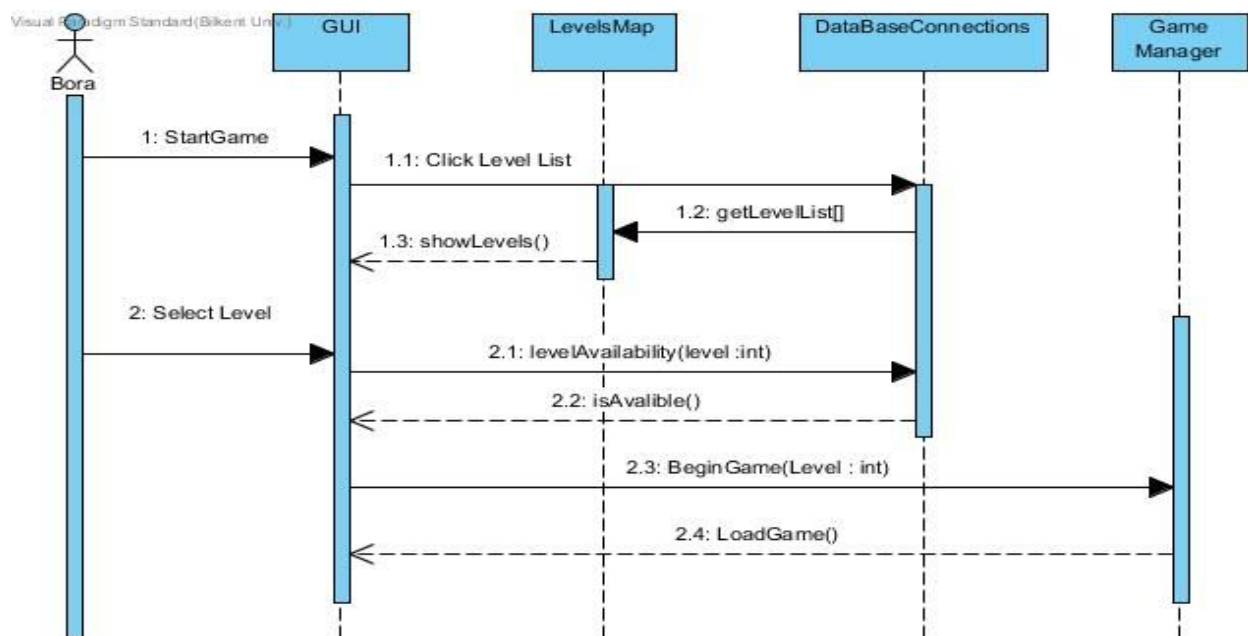 Visual Paradigm Standard(Bilkent Univ.)
GUI
LevelsMap
DataBaseConnections
Game
Manager
Bora
1: StartGame
1.1: Click Level List
1.2: getLevelList[]
1.3: showLevels()
2: Select Level
2.1: levelAvailability(level :int)
2.2: isAvalible()
2.3: BeginGame(Level : int)
2.4: LoadGame()